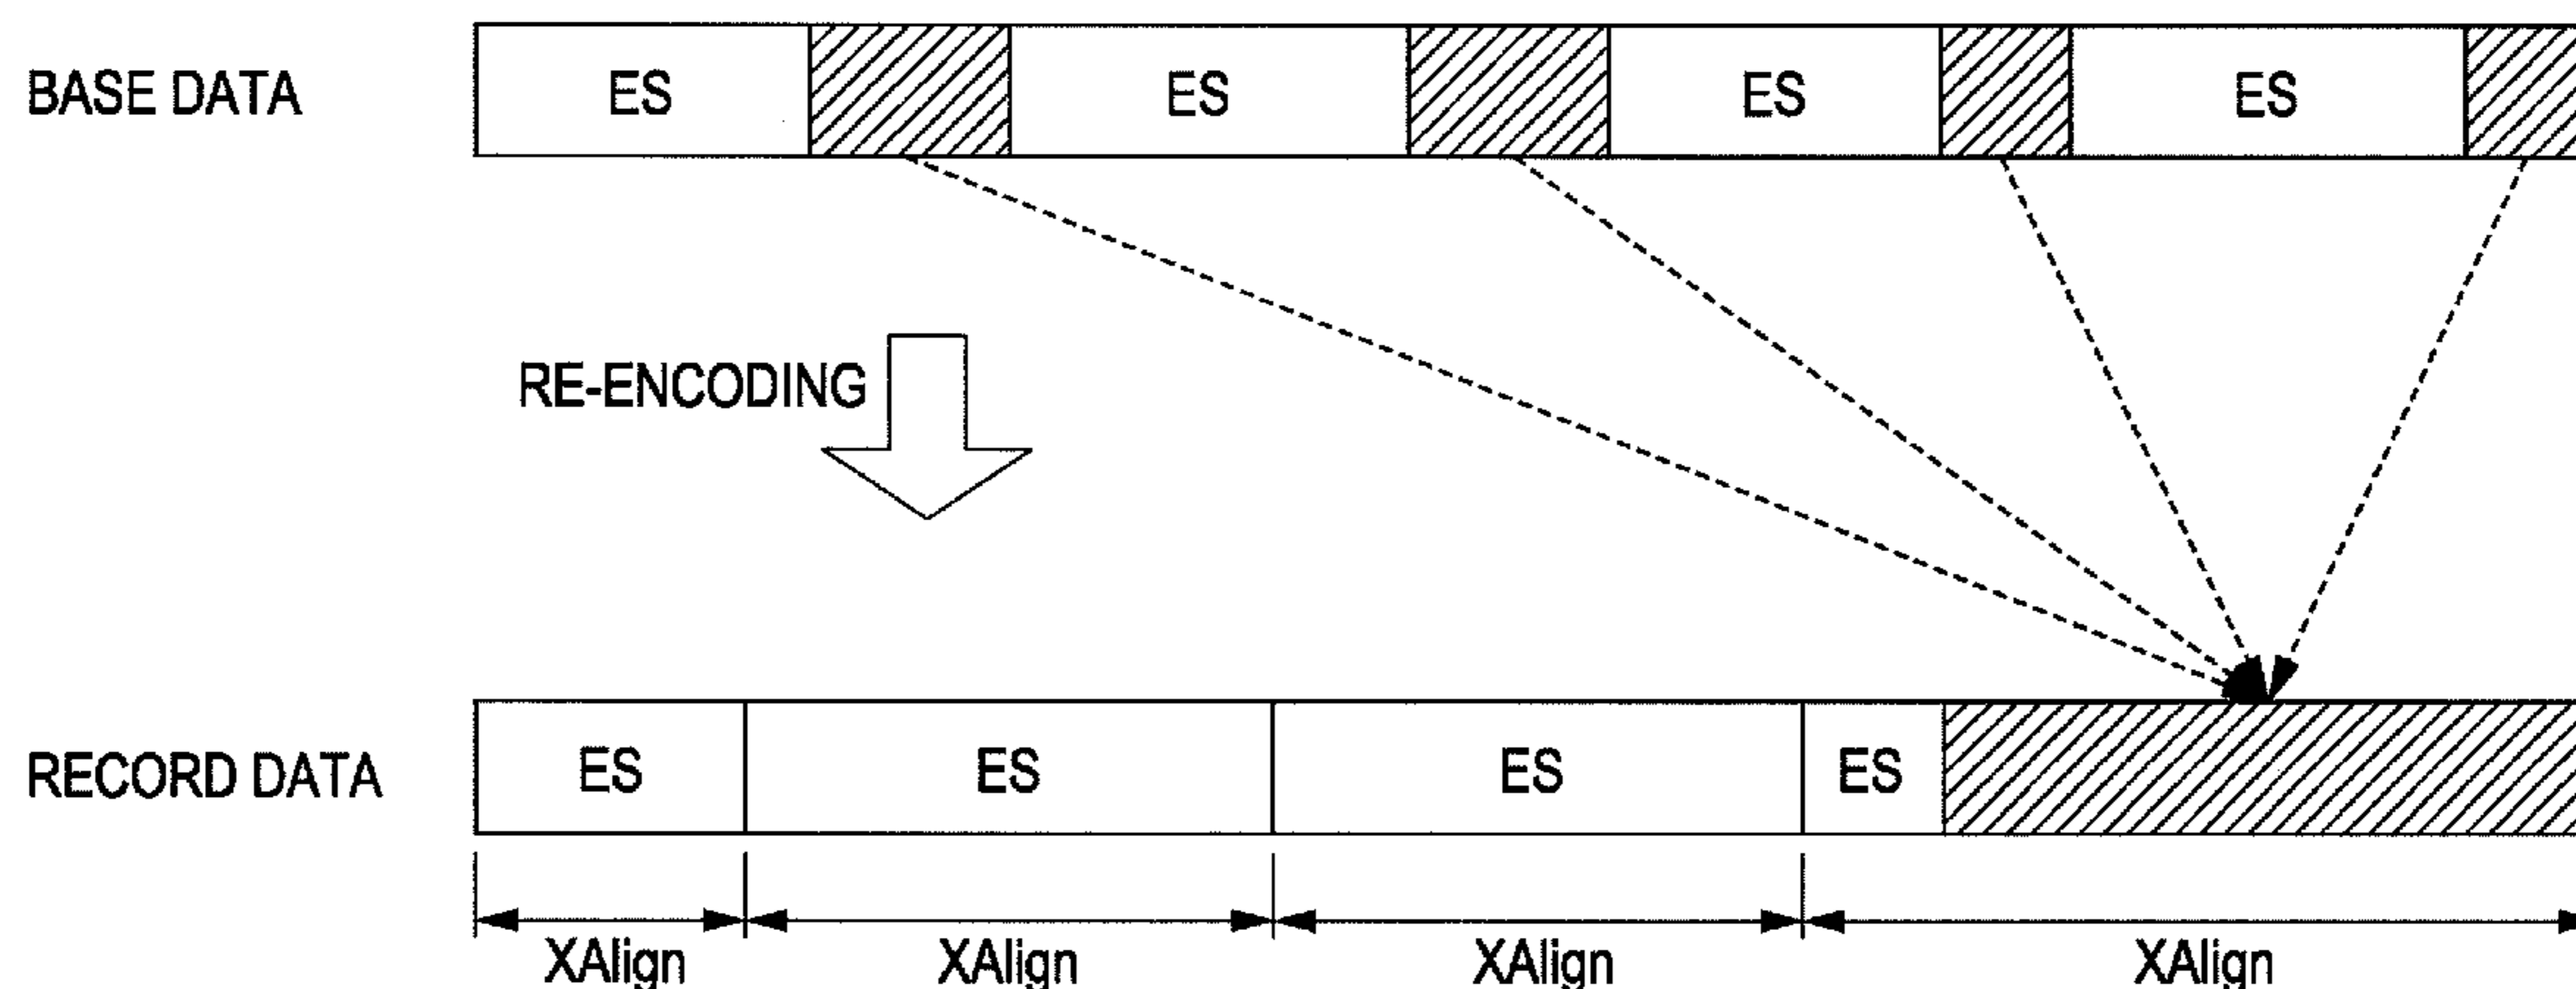 BASE DATA ES ES ES ES
RE-ENCODING
RECORD DATA ES ES ES ES
XAlign XAlign XAlign XAlign